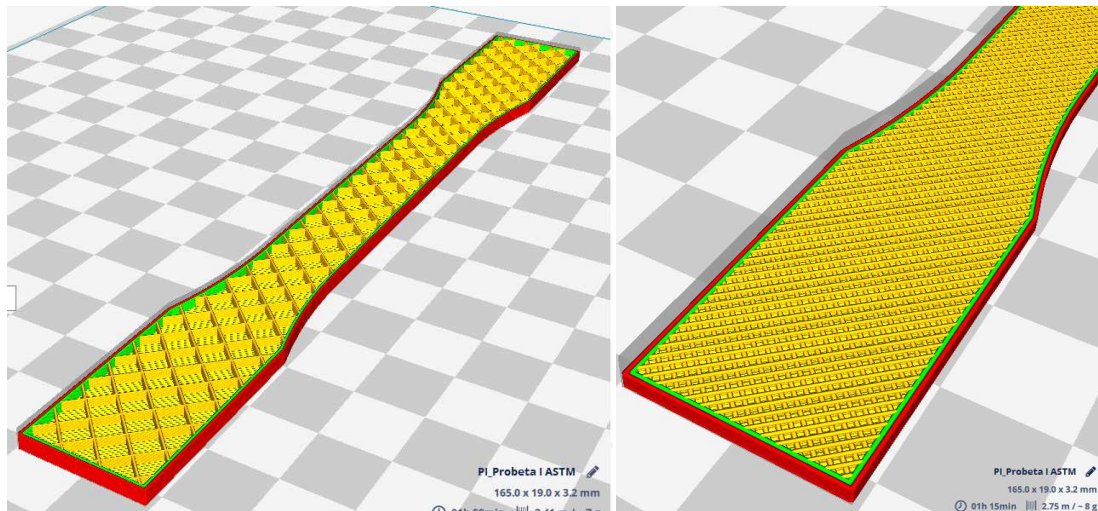 PI_Probeta I ASTM
165.0 x 19.0 x 3.2 mm
PI_Probeta I ASTM
165.0 x 19.0 x 3.2 mm
01h 15min 2.75 m / ~ 8 g